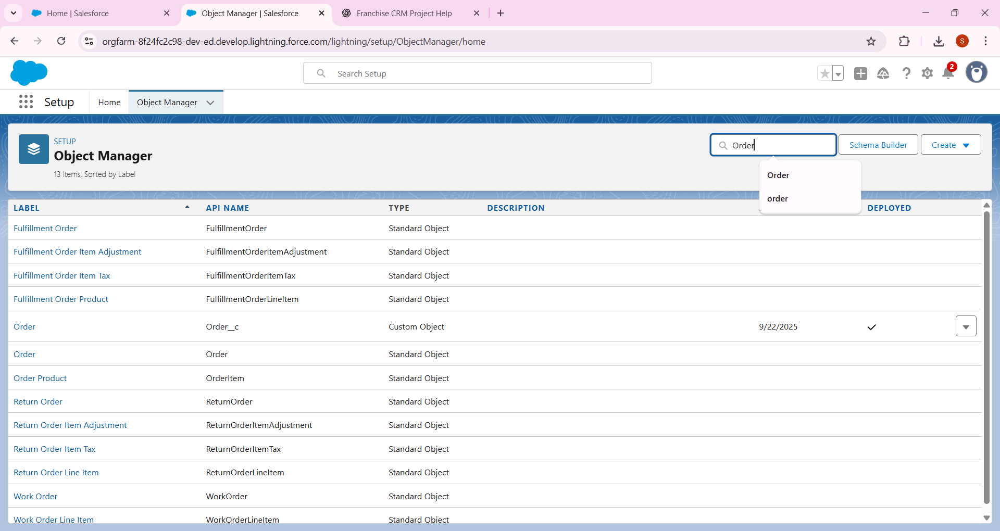 Home | Salesforce
Object Manager | Salesforce
Franchise CRM Project Help
orgfarm-8f24fc2c98-dev-ed.develop.lightning.force.com/lightning/setup/ObjectManager/home
S
Search Setup
2
Setup
Home
Object Manager
SETUP
Object Manager
13 Items, Sorted by Label
Order
Schema Builder
Create
Order
order
LABEL API NAME TYPE DESCRIPTION DEPLOYED
Fulfillment Order FulfillmentOrder Standard Object
Fulfillment Order Item Adjustment FulfillmentOrderItemAdjustment Standard Object
Fulfillment Order Item Tax FulfillmentOrderItemTax Standard Object
Fulfillment Order Product FulfillmentOrderLineItem Standard Object
Order Order__c Custom Object 9/22/2025
Order Order Standard Object
Order Product OrderItem Standard Object
Return Order ReturnOrder Standard Object
Return Order Item Adjustment ReturnOrderItemAdjustment Standard Object
Return Order Item Tax ReturnOrderItemTax Standard Object
Return Order Line Item ReturnOrderLineItem Standard Object
Work Order WorkOrder Standard Object
Work Order Line Item WorkOrderLineItem Standard Object